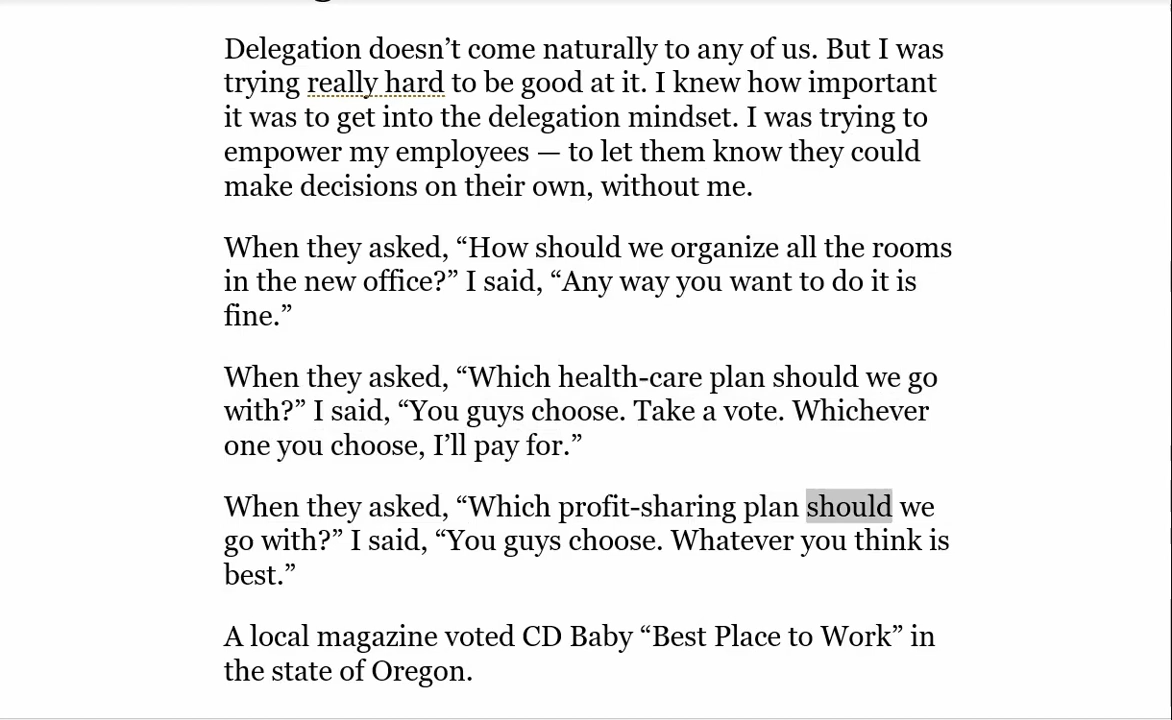 Delegation doesn’t come naturally to any of us. But I was
trying really hard to be good at it. I knew how important
it was to get into the delegation mindset. I was trying to
empower my employees — to let them know they could
make decisions on their own, without me.
When they asked, “How should we organize all the rooms
in the new office?” I said, “Any way you want to do it is
fine.”
When they asked, “Which health-care plan should we go
with?” I said, “You guys choose. Take a vote. Whichever
one you choose, I’ll pay for.”
When they asked, “Which profit-sharing plan should we
go with?” I said, “You guys choose. Whatever you think is
best.”
A local magazine voted CD Baby “Best Place to Work” in
the state of Oregon.